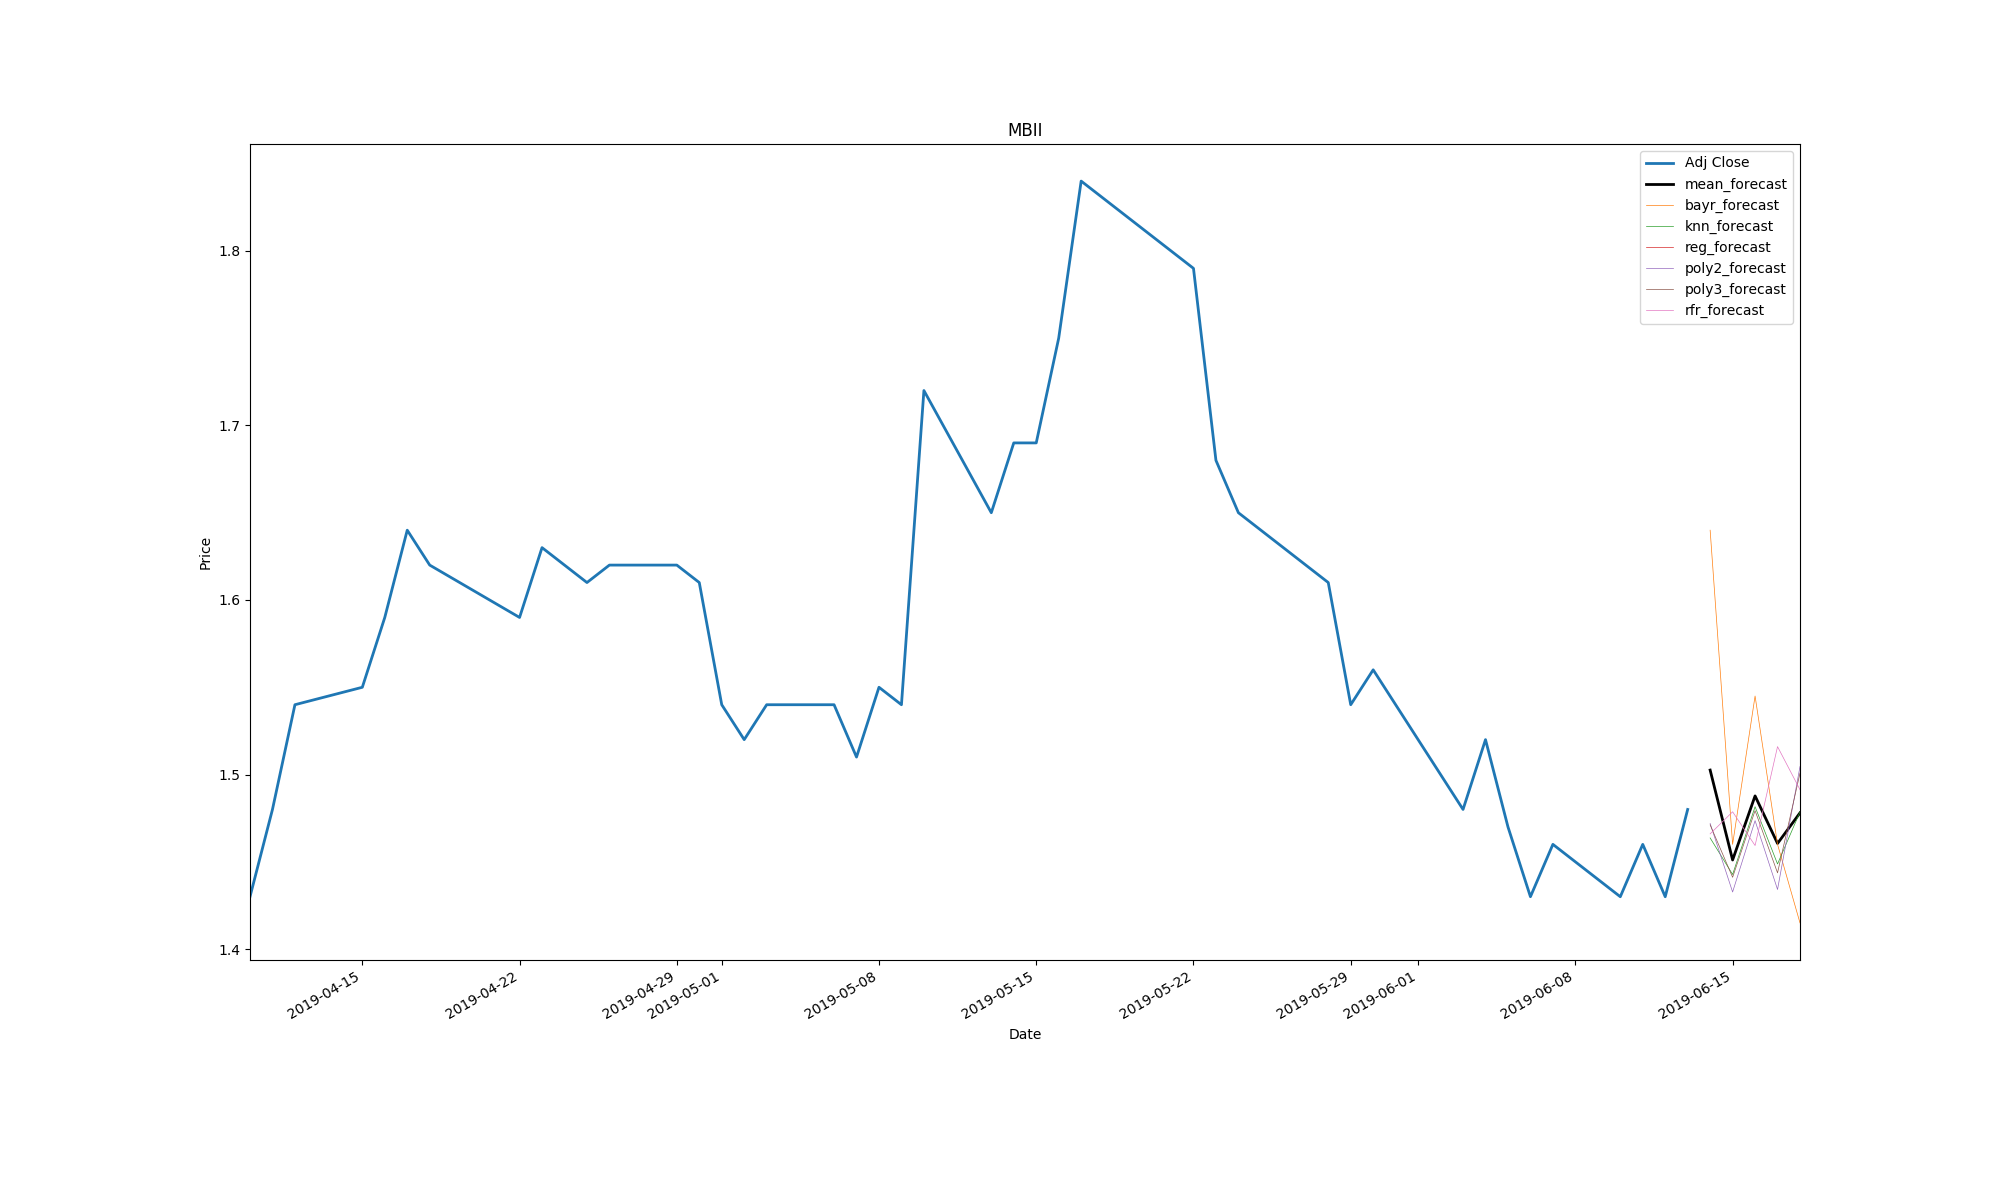 MBII
Adj Close
mean_forecast
bayr_forecast
knn_forecast
reg_forecast
poly2_forecast
poly3_forecast
rfr_forecast
1.8
1.7
1.6
1.5
1.4
Price
2019-04-15
2019-04-22
2019-04-29
2019-05-01
2019-05-08
2019-05-15
2019-05-22
2019-05-29
2019-06-01
2019-06-08
2019-06-15
Date